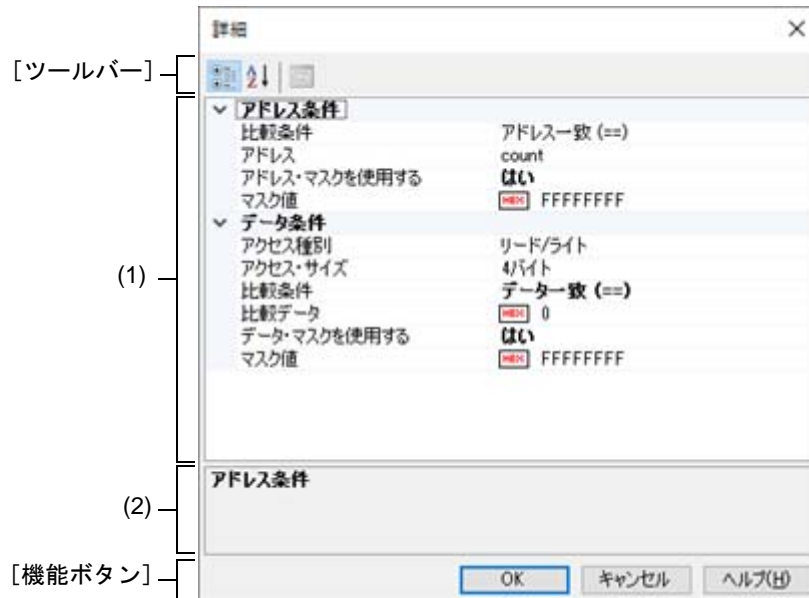 詳細
[ツールバー]
(1)
アドレス条件
比較条件 アドレス一致 (==)
アドレス count
アドレス・マスクを使用する はい
マスク値 HEX FFFFFFFF
データ条件
アクセス種別 リード/ライト
アクセス・サイズ 4バイト
比較条件 データ一致 (==)
比較データ HEX 0
データ・マスクを使用する はい
マスク値 HEX FFFFFFFF
(2)
アドレス条件
[機能ボタン]
OK キャンセル ヘルプ(H)